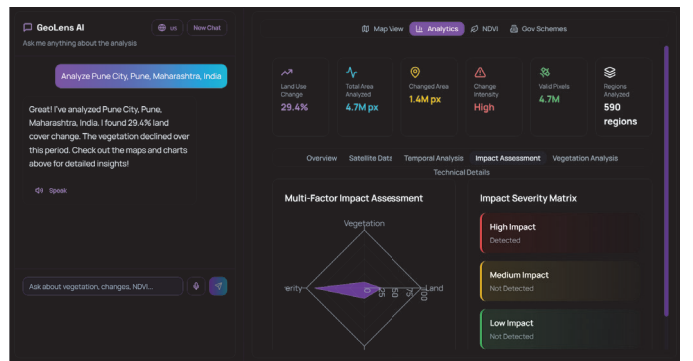 GeoLens AI
US
New Chat
Ask me anything about the analysis
Analyze Pune City, Pune, Maharashtra, India
Great! I've analyzed Pune City, Pune,
Maharashtra, India. I found 29.4% land
cover change. The vegetation declined over
this period. Check out the maps and charts
above for detailed insights!
Speak
Ask about vegetation, changes, NDVI...
Map View
Analytics
NDVI
Gov Schemes
Land Use
Change
29.4%
Total Area
Analyzed
4.7M px
Changed Area
1.4M px
Change
Intensity
High
Valid Pixels
4.7M
Regions
Analyzed
590
regions
Overview
Satellite Data
Temporal Analysis
Impact Assessment
Vegetation Analysis
Technical Details
Multi-Factor Impact Assessment
Vegetation
erity
0
25
50
75
100
Land
Impact Severity Matrix
High Impact
Detected
Medium Impact
Not Detected
Low Impact
Not Detected